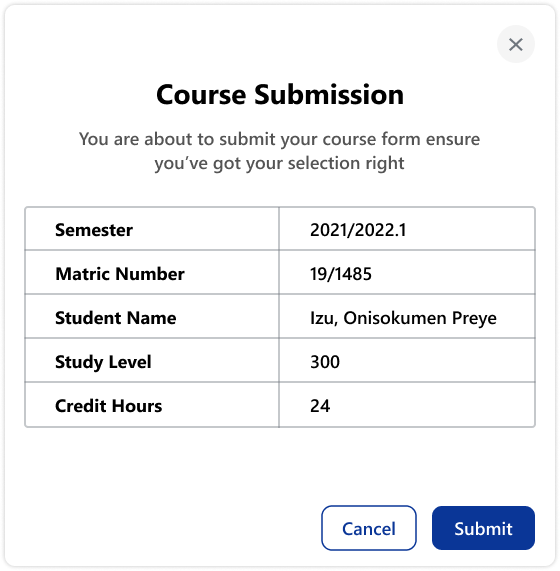 Course Submission
You are about to submit your course form ensure
you’ve got your selection right
Semester 2021/2022.1
Matric Number 19/1485
Student Name Izu, Onisokumen Preye
Study Level 300
Credit Hours 24
Cancel Submit